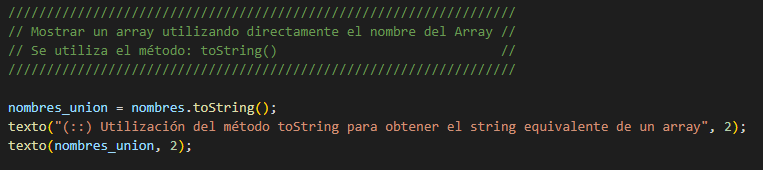 //////////////////////////////////////////////////////////////////
// Mostrar un array utilizando directamente el nombre del Array //
// Se utiliza el método: toString()                             //
//////////////////////////////////////////////////////////////////
nombres_union = nombres.toString();
texto("(::) Utilización del método toString para obtener el string equivalente de un array", 2);
texto(nombres_union, 2);